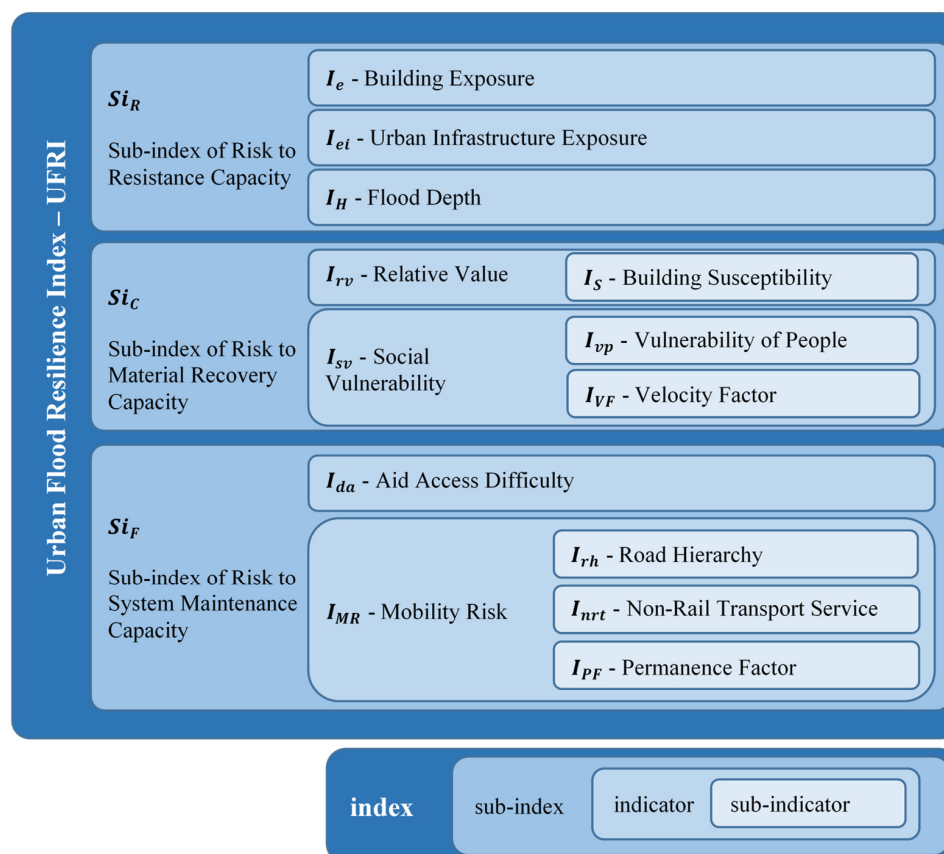 Urban Flood Resilience Index – UFRI
Si_R
Sub-index of Risk to
Resistance Capacity
I_e - Building Exposure
I_ei - Urban Infrastructure Exposure
I_H - Flood Depth
Si_C
Sub-index of Risk to
Material Recovery
Capacity
I_rv - Relative Value
I_S - Building Susceptibility
I_sv - Social
Vulnerability
I_vp - Vulnerability of People
I_VF - Velocity Factor
Si_F
Sub-index of Risk to
System Maintenance
Capacity
I_da - Aid Access Difficulty
I_MR - Mobility Risk
I_rh - Road Hierarchy
I_nrt - Non-Rail Transport Service
I_PF - Permanence Factor
index
sub-index
indicator
sub-indicator